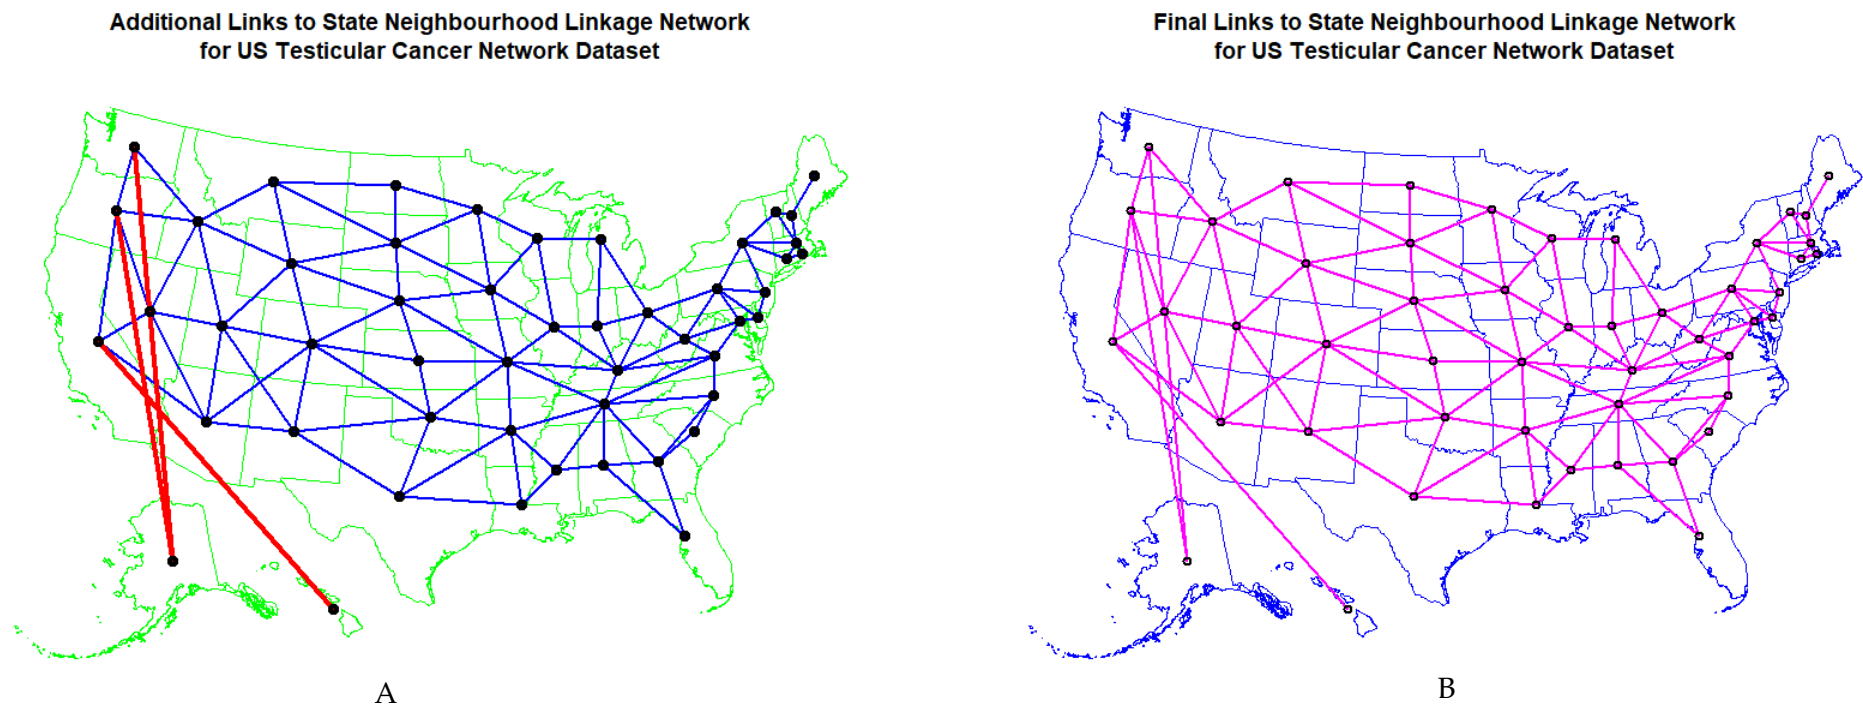 Additional Links to State Neighbourhood Linkage Network
for US Testicular Cancer Network Dataset
Final Links to State Neighbourhood Linkage Network
for US Testicular Cancer Network Dataset
A
B